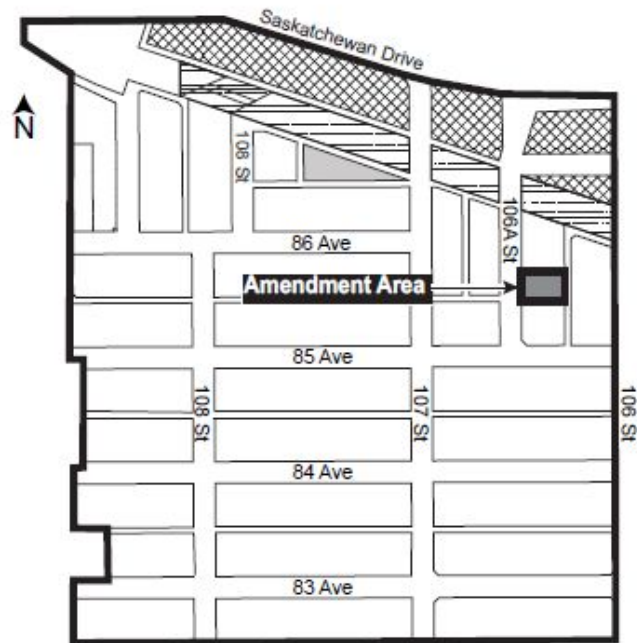 Saskatchewan Drive
N
108 St
106A St
86 Ave
Amendment Area
85 Ave
108 St
107 St
106 St
84 Ave
83 Ave